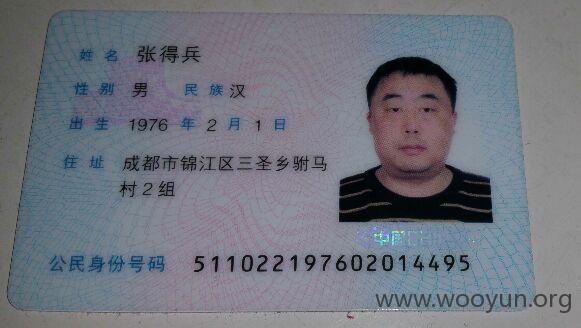 姓名 张得兵
性别 男 民族 汉
出生 1976 年 2 月 1 日
住址 成都市锦江区三圣乡驸马
村2组
公民身份号码 511022197602014495
www.wooyun.org